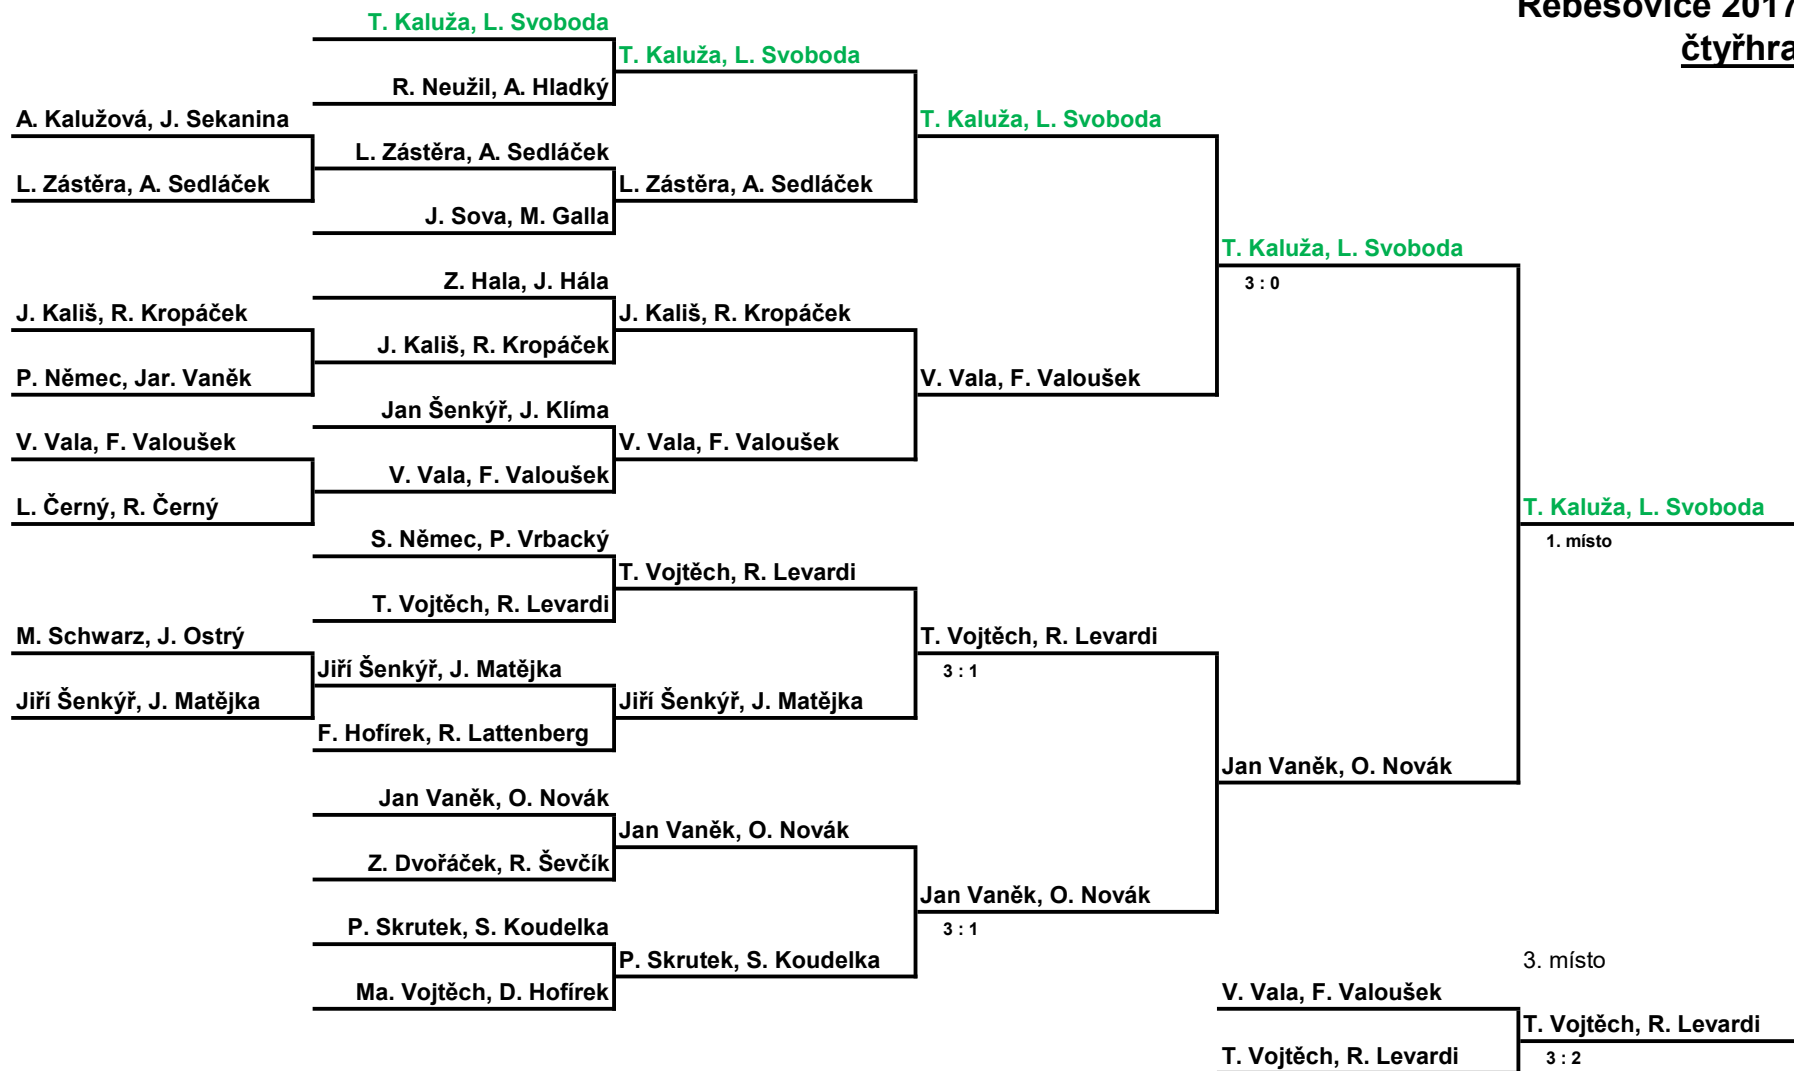 Rebešovice 2017
čtyřhra
T. Kaluža, L. Svoboda
R. Neužil, A. Hladký
A. Kalužová, J. Sekanina
L. Zástěra, A. Sedláček
L. Zástěra, A. Sedláček
J. Sova, M. Galla
Z. Hala, J. Hála
J. Kališ, R. Kropáček
J. Kališ, R. Kropáček
P. Němec, Jar. Vaněk
Jan Šenkýř, J. Klíma
V. Vala, F. Valoušek
V. Vala, F. Valoušek
L. Černý, R. Černý
S. Němec, P. Vrbacký
T. Vojtěch, R. Levardi
M. Schwarz, J. Ostrý
Jiří Šenkýř, J. Matějka
Jiří Šenkýř, J. Matějka
F. Hofírek, R. Lattenberg
Jan Vaněk, O. Novák
Z. Dvořáček, R. Ševčík
P. Skrutek, S. Koudelka
Ma. Vojtěch, D. Hofírek
T. Kaluža, L. Svoboda
L. Zástěra, A. Sedláček
J. Kališ, R. Kropáček
V. Vala, F. Valoušek
T. Vojtěch, R. Levardi
Jiří Šenkýř, J. Matějka
Jan Vaněk, O. Novák
P. Skrutek, S. Koudelka
T. Kaluža, L. Svoboda
V. Vala, F. Valoušek
T. Vojtěch, R. Levardi
3 : 1
Jan Vaněk, O. Novák
3 : 1
T. Kaluža, L. Svoboda
3 : 0
Jan Vaněk, O. Novák
T. Kaluža, L. Svoboda
1. místo
3. místo
V. Vala, F. Valoušek
T. Vojtěch, R. Levardi
T. Vojtěch, R. Levardi
3 : 2